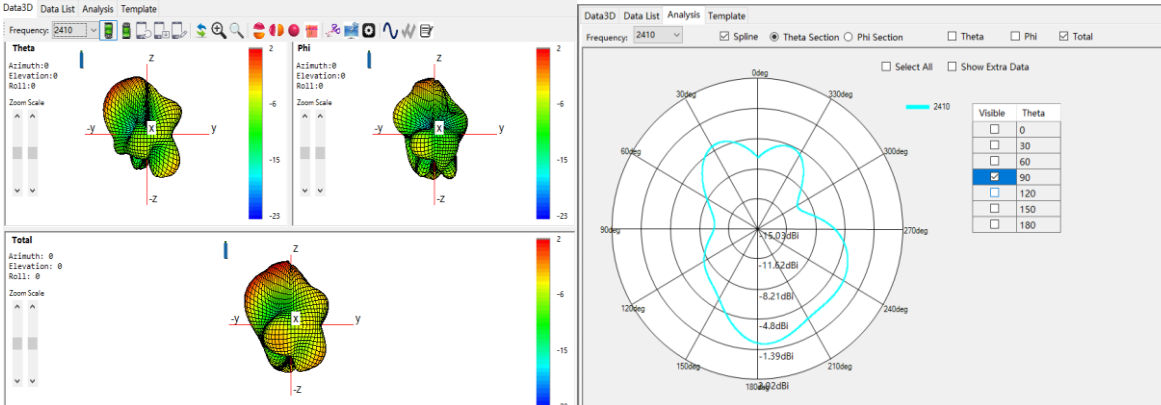 Data3D Data List Analysis Template
Frequency: 2410
Theta
Azimuth:0
Elevation:0
Roll:0
Zoom Scale
Z
-y
X
y
-Z
2
-6
-15
-23
Phi
Azimuth:0
Elevation:0
Roll:0
Zoom Scale
Z
-y
X
y
-Z
2
-6
-15
-23
Total
Azimuth: 0
Elevation: 0
Roll: 0
Zoom Scale
Z
-y
X
y
-Z
2
-6
-15
Data3D Data List Analysis Template
Frequency: 2410 Spline Theta Section Phi Section Theta Phi Total
Select All Show Extra Data
0deg
30deg
330deg
60deg
300deg
90deg
270deg
120deg
240deg
150deg
210deg
-15.03dBi
-11.62dBi
-8.21dBi
-4.8dBi
-1.39dBi
2410
Visible Theta
0
30
60
90
120
150
180